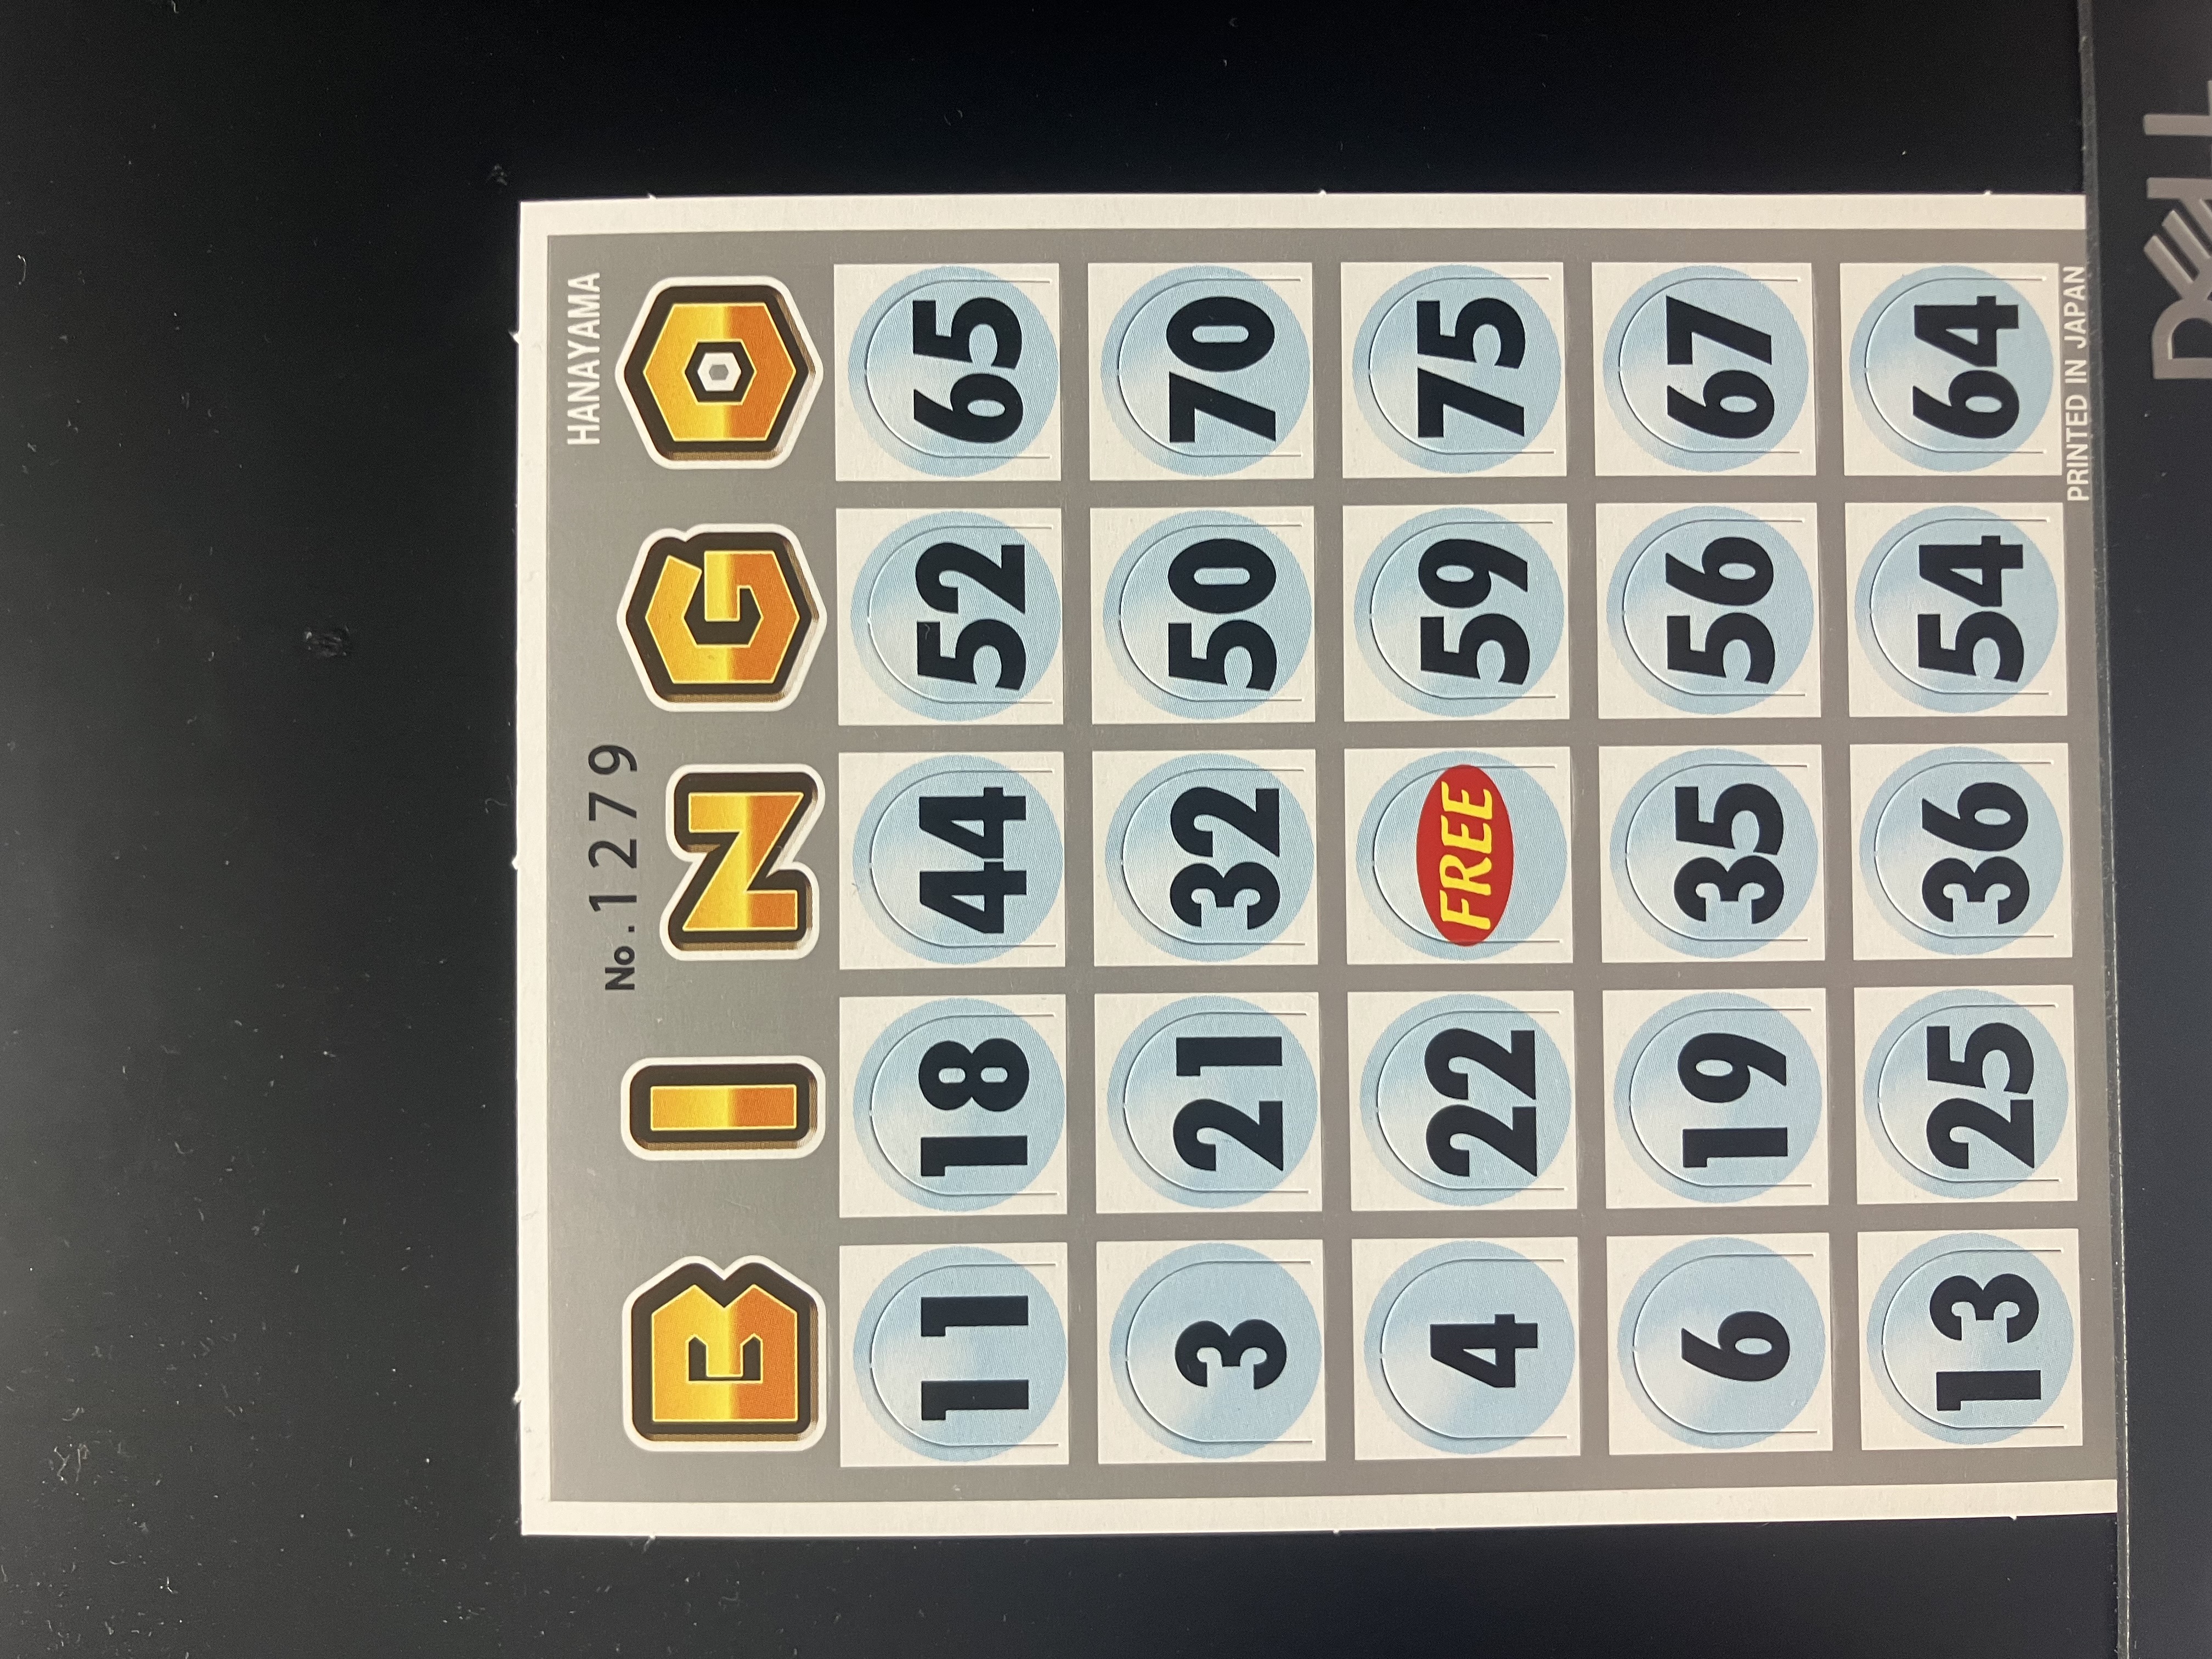 HANAYAMA
No.1279
B I N G O
11 18 44 52 65
3 21 32 50 70
4 22 FREE 59 75
6 19 35 56 67
13 25 36 54 64
PRINTED IN JAPAN
DELL